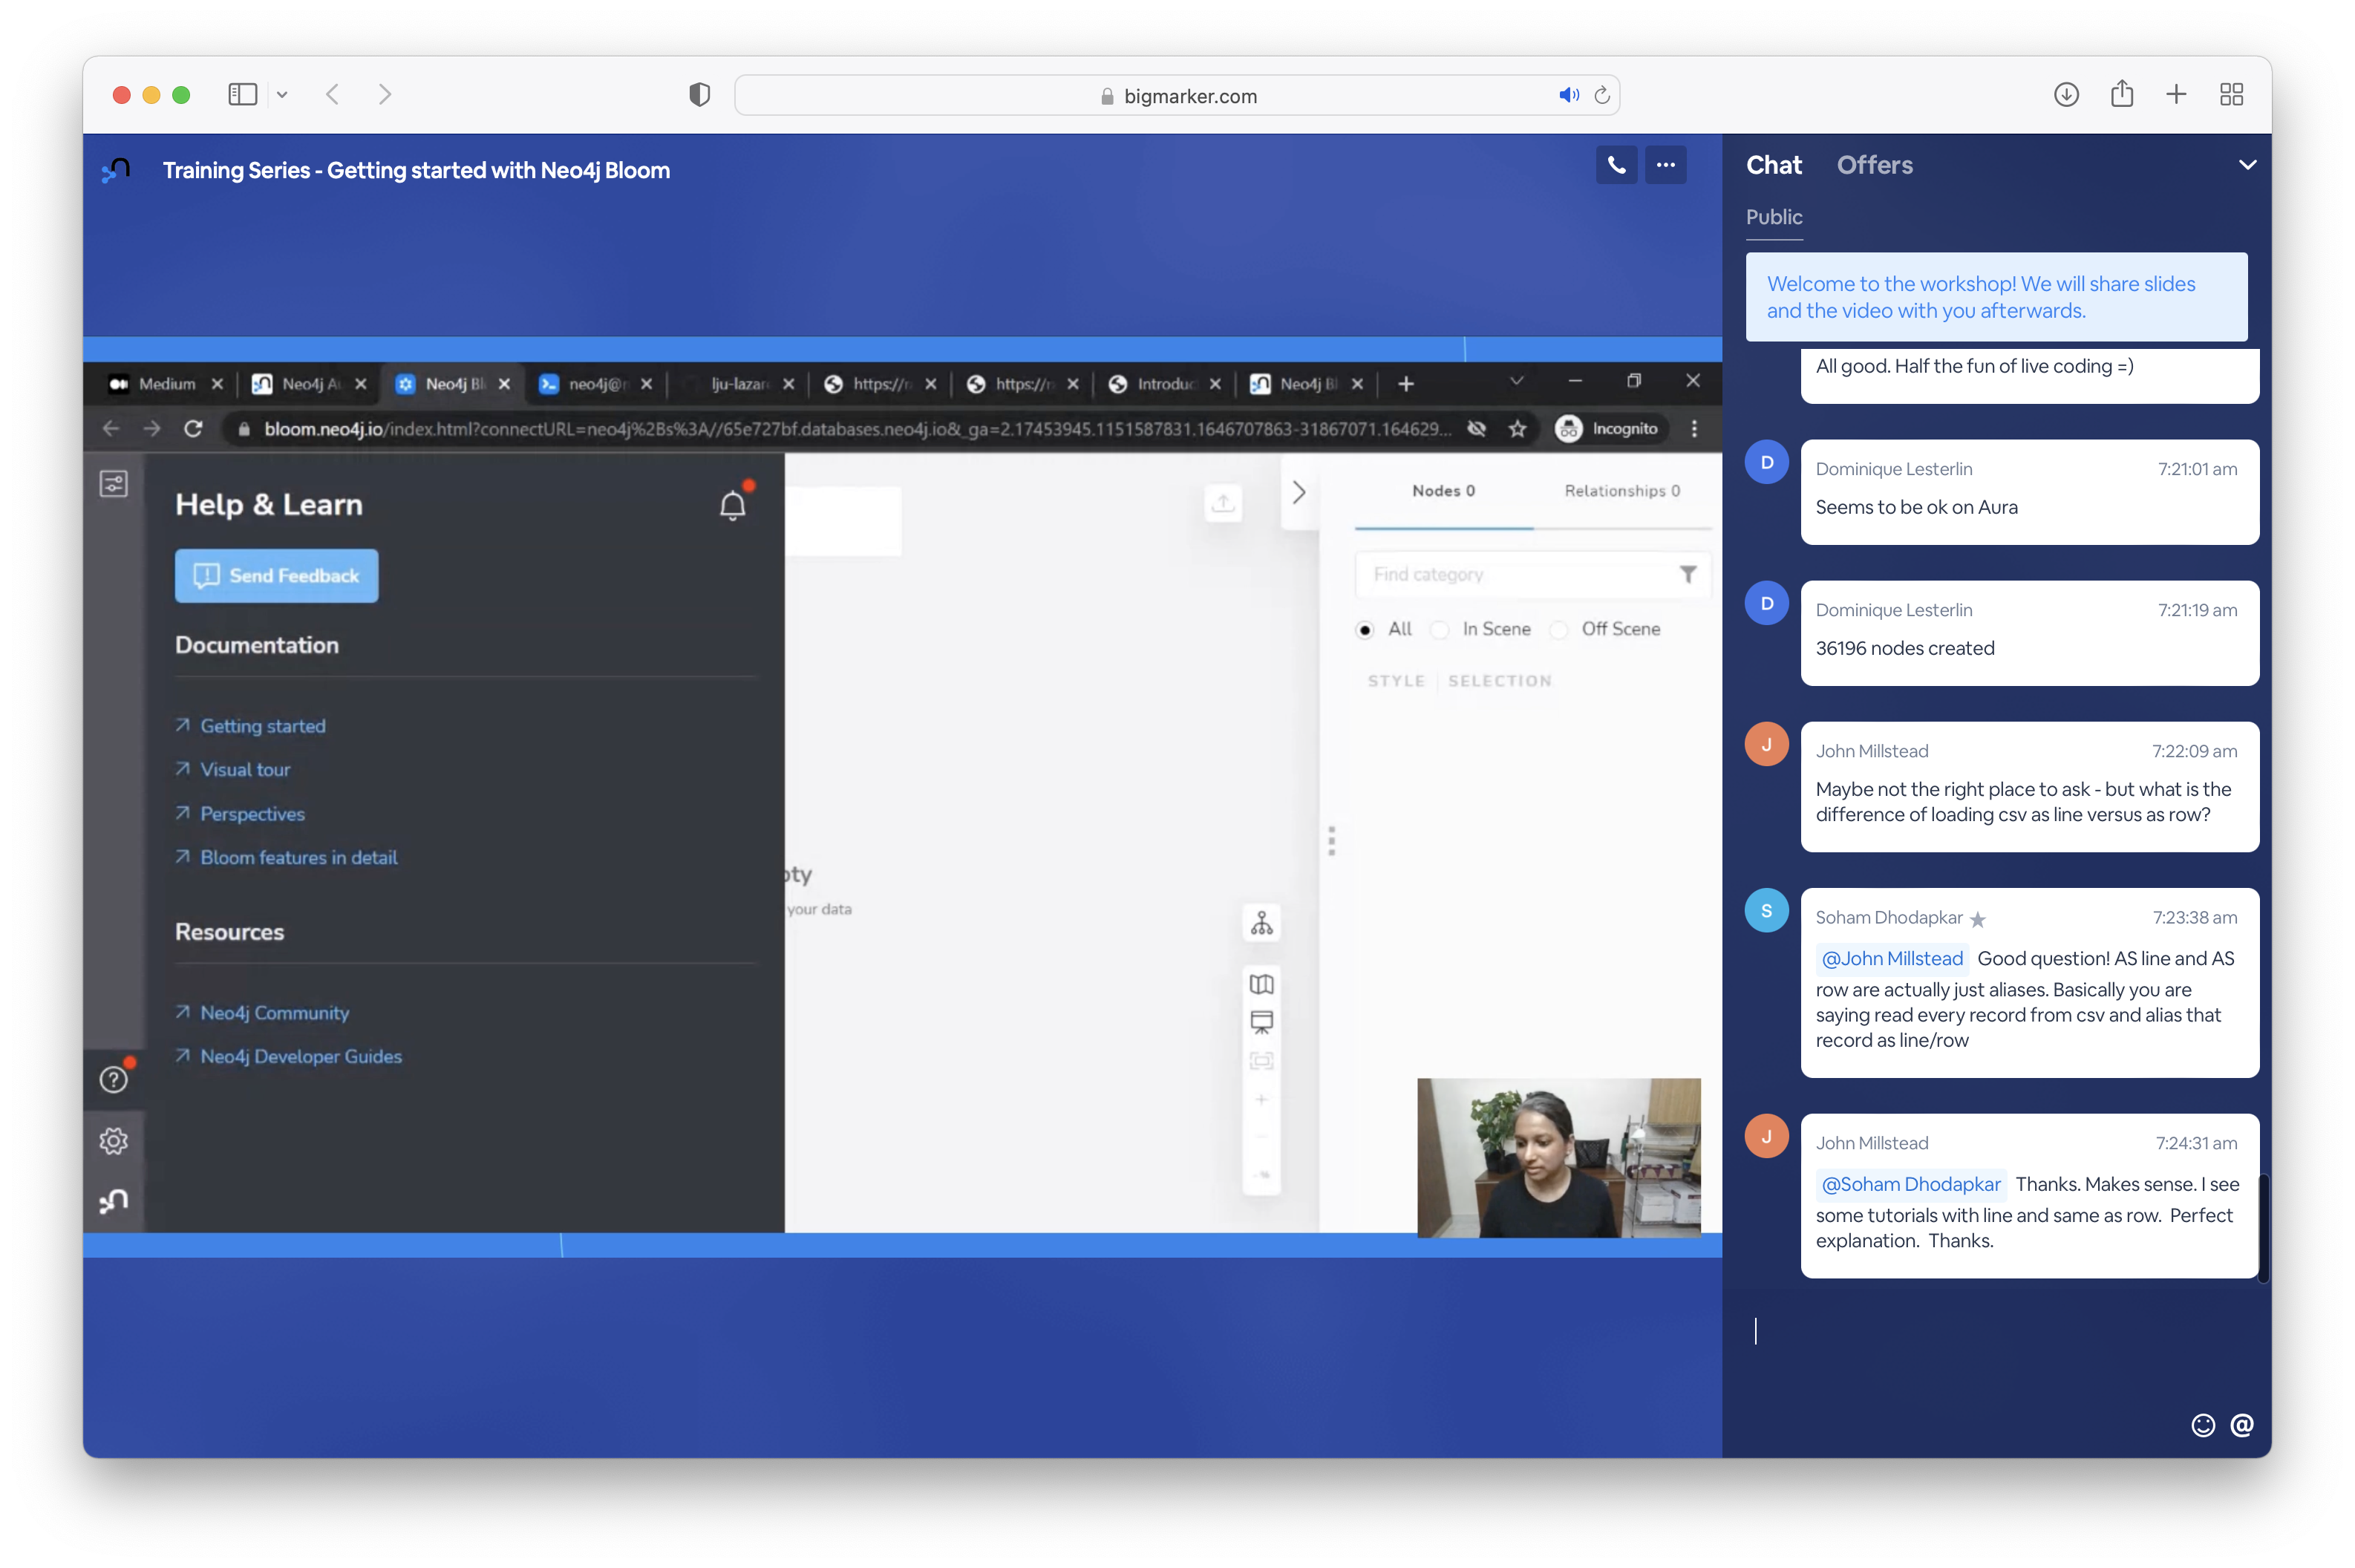 bigmarker.com
Training Series - Getting started with Neo4j Bloom
Medium
Neo4j Au
Neo4j Bl
neo4j@n
lju-lazar
https://n
https://n
Introduc
Neo4j Bl
bloom.neo4j.io/index.html?connectURL=neo4j%2Bs%3A//65e727bf.databases.neo4j.io&_ga=2.17453945.1151587831.1646707863-31867071.164629...
Incognito
Help & Learn
Send Feedback
Documentation
Getting started
Visual tour
Perspectives
Bloom features in detail
Resources
Neo4j Community
Neo4j Developer Guides
pty
your data
Nodes 0
Relationships 0
Find category
All
In Scene
Off Scene
STYLE
SELECTION
Chat
Offers
Public
Welcome to the workshop! We will share slides
and the video with you afterwards.
All good. Half the fun of live coding =)
D
Dominique Lesterlin
7:21:01 am
Seems to be ok on Aura
D
Dominique Lesterlin
7:21:19 am
36196 nodes created
J
John Millstead
7:22:09 am
Maybe not the right place to ask - but what is the
difference of loading csv as line versus as row?
S
Soham Dhodapkar
7:23:38 am
@John Millstead Good question! AS line and AS
row are actually just aliases. Basically you are
saying read every record from csv and alias that
record as line/row
J
John Millstead
7:24:31 am
@Soham Dhodapkar Thanks. Makes sense. I see
some tutorials with line and same as row. Perfect
explanation. Thanks.